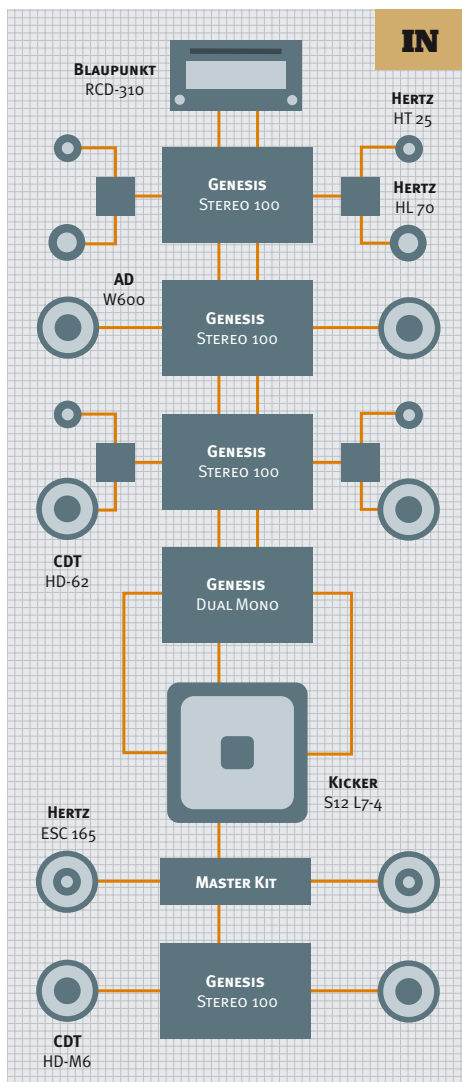 IN
Blaupunkt
RCD-310
Hertz
HT 25
Genesis
Stereo 100
Hertz
HL 70
AD
W600
Genesis
Stereo 100
Genesis
Stereo 100
CDT
HD-62
Genesis
Dual Mono
Kicker
S12 L7-4
Hertz
ESC 165
Master Kit
Genesis
Stereo 100
CDT
HD-M6